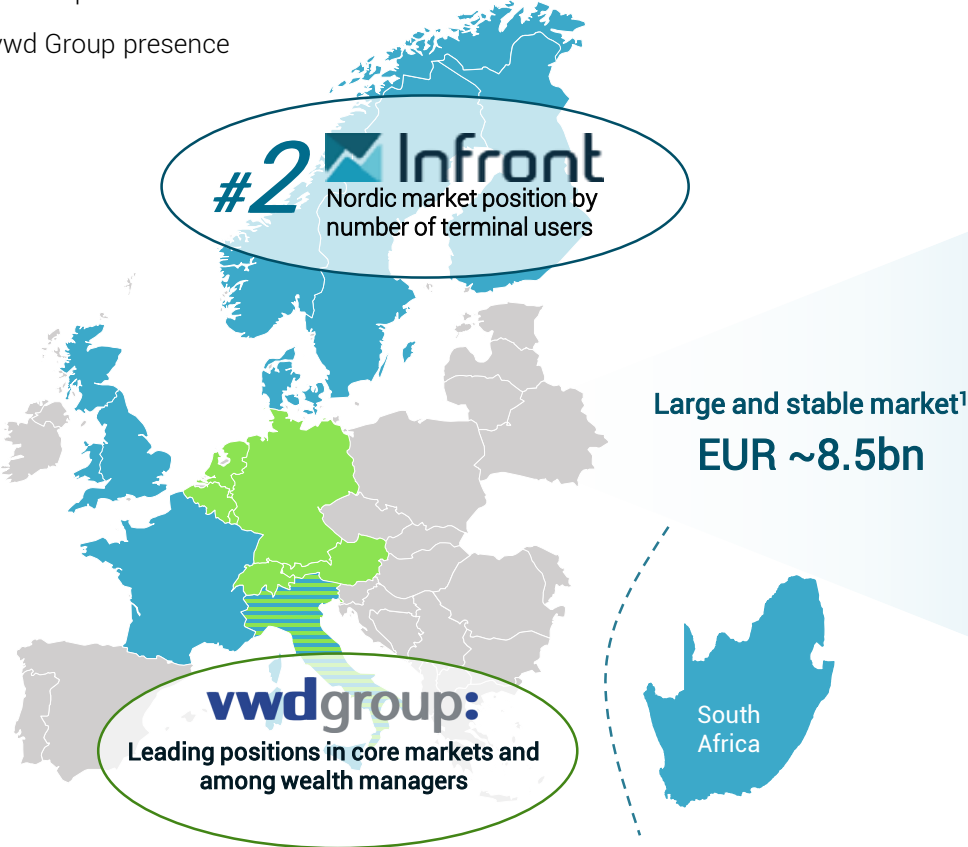 vwd Group presence
#2 Infront
Nordic market position by
number of terminal users
Large and stable market¹
EUR ~8.5bn
South
Africa
vwdgroup:
Leading positions in core markets and
among wealth managers